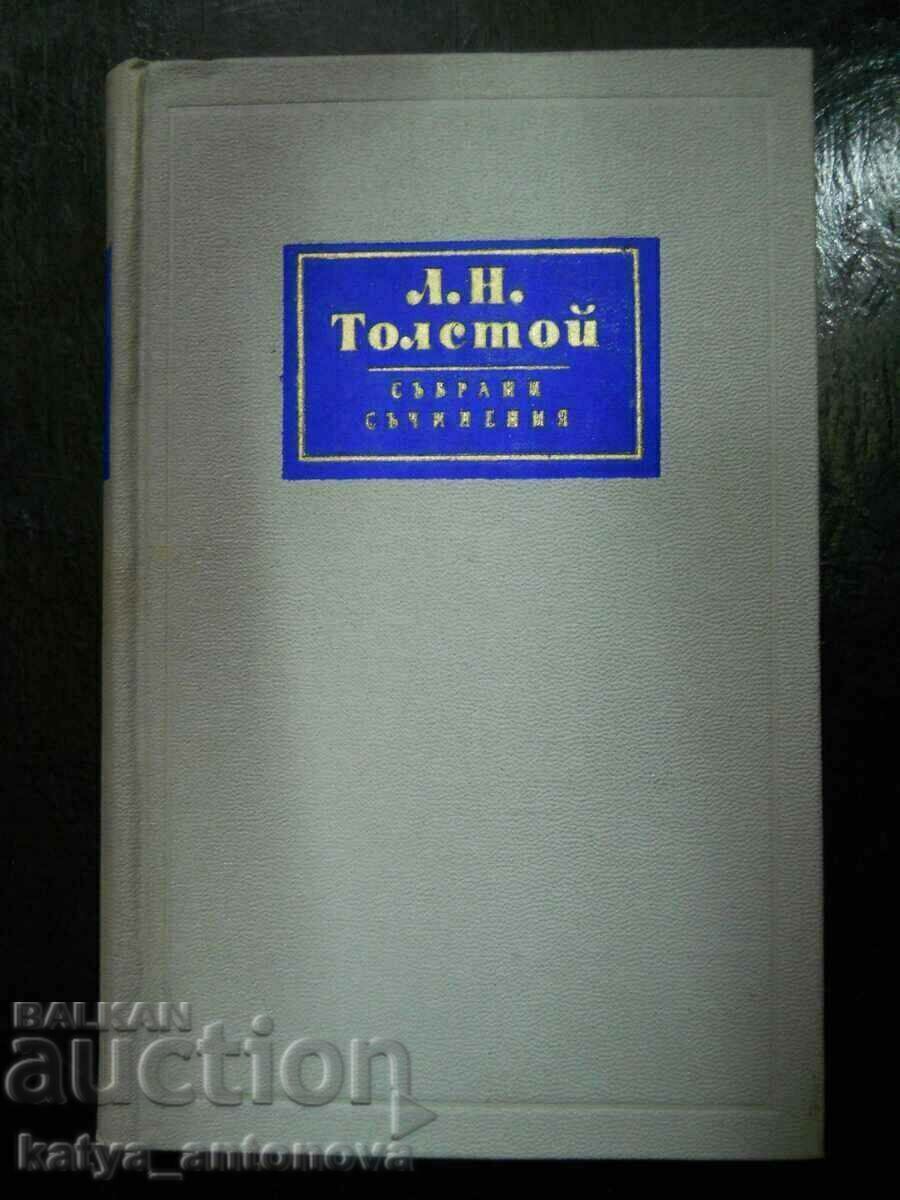 Л. Н.
Толстой
СЪБРАНИ
СЪЧИНЕНИЯ
BALKAN
auction
katya_antonova